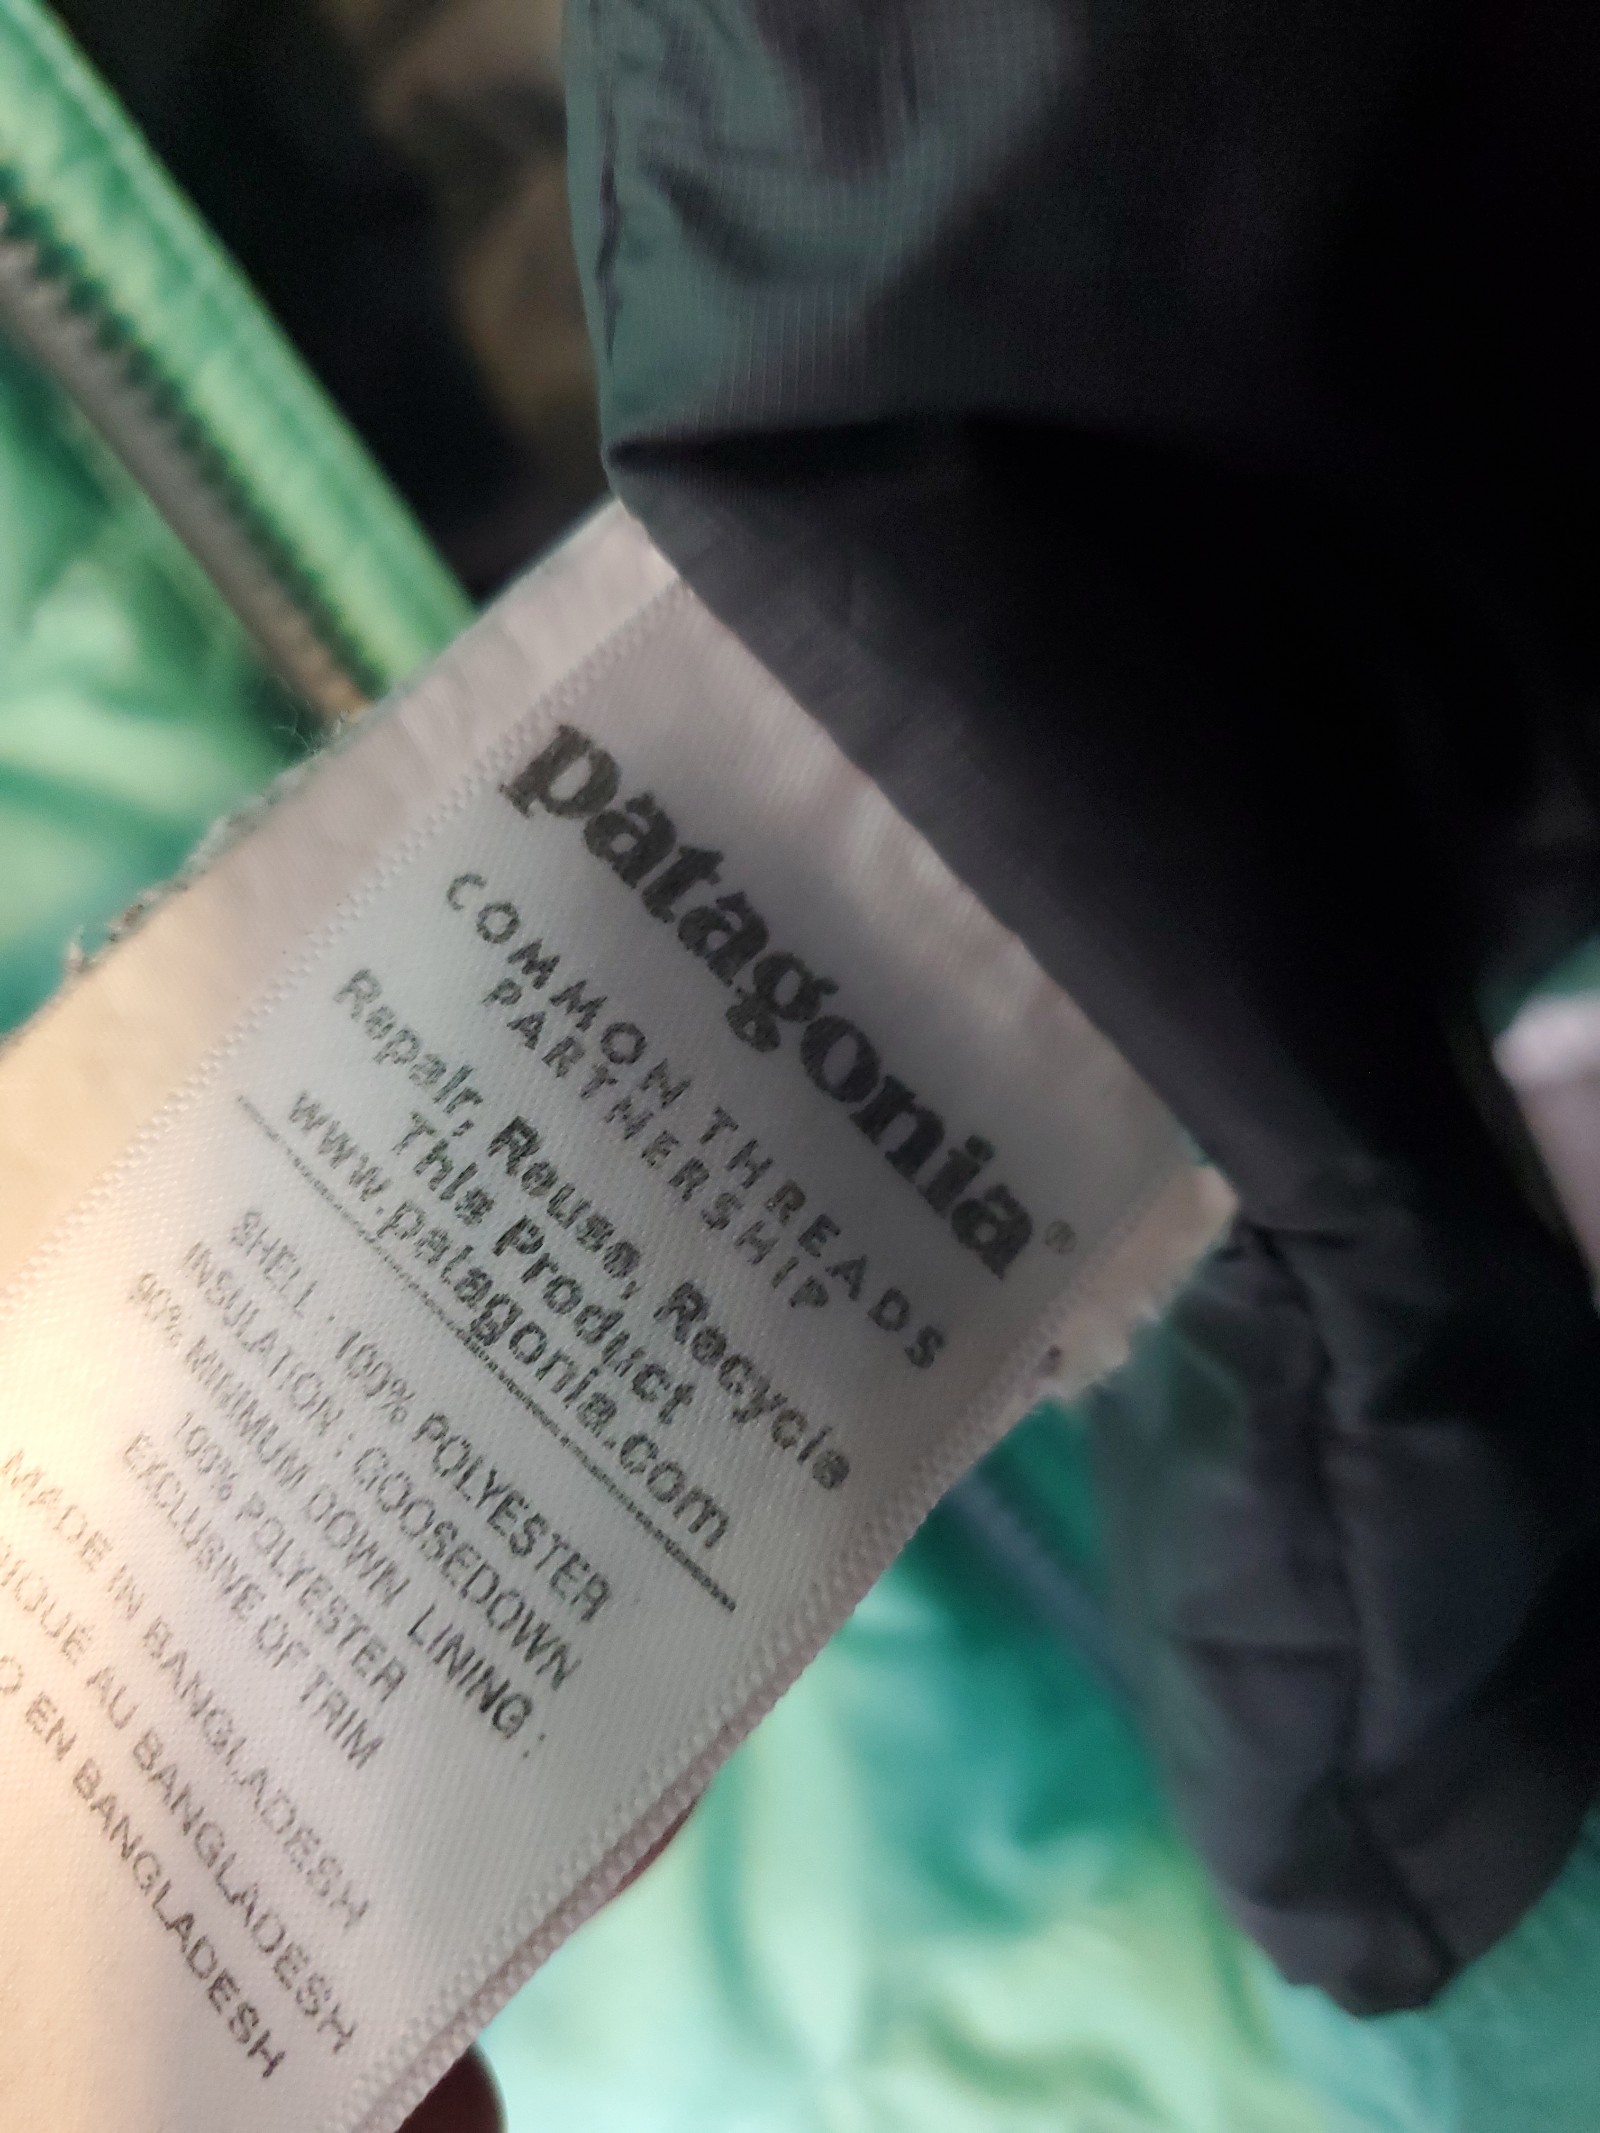 patagonia®
COMMON THREADS
PARTNERSHIP
Repair, Reuse, Recycle
This Product
www.patagonia.com
SHELL : 100% POLYESTER
INSULATION : GOOSEDOWN
90% MINIMUM DOWN LINING :
100% POLYESTER
EXCLUSIVE OF TRIM
MADE IN BANGLADESH
AU BANGLADESH
EN BANGLADESH